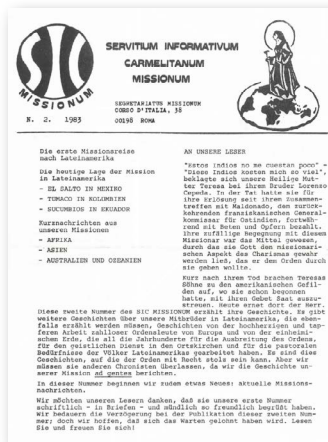 SIC
MISSIONUM
SERVITIUM INFORMATIVUM
CARMELITANUM
MISSIONUM
N. 2. 1983
SEGRETARIATUS MISSIONUM
CORSO D'ITALIA, 38
00198 ROMA
Die erste Missionsreise
nach Lateinamerika
Die heutige Lage der Mission
in Lateinamerika
- EL SALTO IN MEXIKO
- TUMACO IN KOLUMBIEN
- SUCUMBIOS IN EKUADOR
Kurznachrichten aus
unseren Missionen
- AFRIKA
- ASIEN
- AUSTRALIEN UND OZEANIEN
AN UNSERE LESER
"Estos Indios no me cuestan poco" -
"Diese Indios kosten mich so viel",
beklagte sich unsere Heilige Mut-
ter Teresa bei ihrem Bruder Lorenzo
Cepeda. In der Tat hatte sie für
ihre Erlösung seit ihrem Zusammen-
treffen mit Maldonado, dem zurück-
kehrenden franziskanischen General-
kommissar für Ostindien, fortwäh-
rend mit Beten und Opfern bezahlt.
Ihre zufällige Begegnung mit diesem
Missionar war das Mittel gewesen,
durch das sie Gott den missionari-
schen Aspekt des Charismas gewahr
werden ließ, das er dem Orden durch
sie geben wollte.
Kurz nach ihrem Tod brachen Teresas
Söhne zu den amerikanischen Gefil-
den auf, wo sie schon begonnen
hatte, mit ihren Gebet Saat auszu-
streuen. Heute ernst dort der Herr.
Diese zweite Nummer des SIC MISSIONUM erzählt ihre Geschichte. Es gibt
weitere Geschichten über unsere Mitbrüder in Lateinamerika, die eben-
falls erzählt werden müssen, Geschichten von der hochherzigen und tap-
feren Arbeit zahlloser Ordensleute von Europa und von der einheimi-
schen Erde, die all die Jahrhunderte für die Ausbreitung des Ordens,
für den geistlichen Dienst in den Ortskirchen und für die pastoralen
Bedürfnisse der Völker Lateinamerikas gearbeitet haben. Es sind dies
Geschichten, auf die der Orden mit Recht stolz sein kann. Aber wir
müssen sie anderen Chronisten überlassen, da wir die Geschichte un-
serer Mission ad gentes berichten.
In dieser Nummer beginnen wir zudem etwas Neues: aktuelle Missions-
nachrichten.
Wir möchten unseren Lesern danken, daß sie unsere erste Nummer
schriftlich - in Briefen - und mündlich so freundlich begrüßt haben.
Wir bedauern die Verzögerung bei der Publikation dieser zweiten Num-
mer; doch wir hoffen, daß sich das Warten gelohnt haben wird. Lesen
Sie und freuen Sie sich!